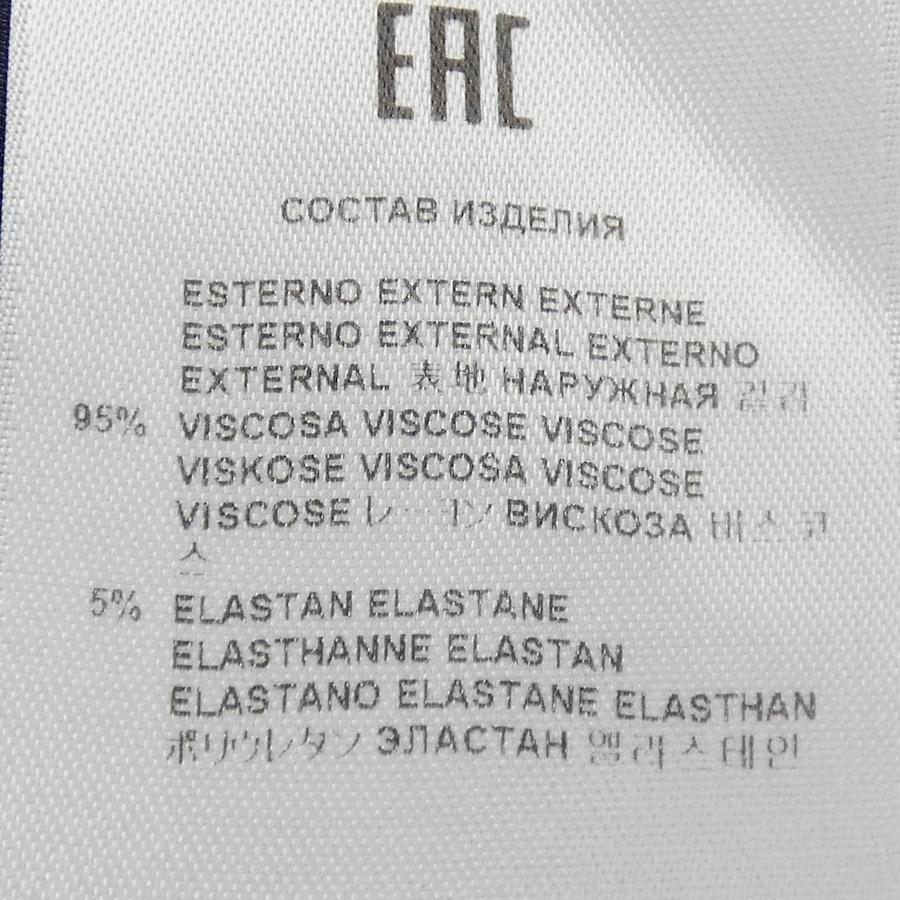 EAC
СОСТАВ ИЗДЕЛИЯ
ESTERNO EXTERN EXTERNE
ESTERNO EXTERNAL EXTERNO
EXTERNAL 表地 НАРУЖНАЯ 겉감
95% VISCOSA VISCOSE VISCOSE
VISKOSE VISCOSA VISCOSE
VISCOSE レーヨン ВИСКОЗА 비스코
스
5% ELASTAN ELASTANE
ELASTHANNE ELASTAN
ELASTANO ELASTANE ELASTHAN
ポリウレタン ЭЛАСТАН 엘라스테인